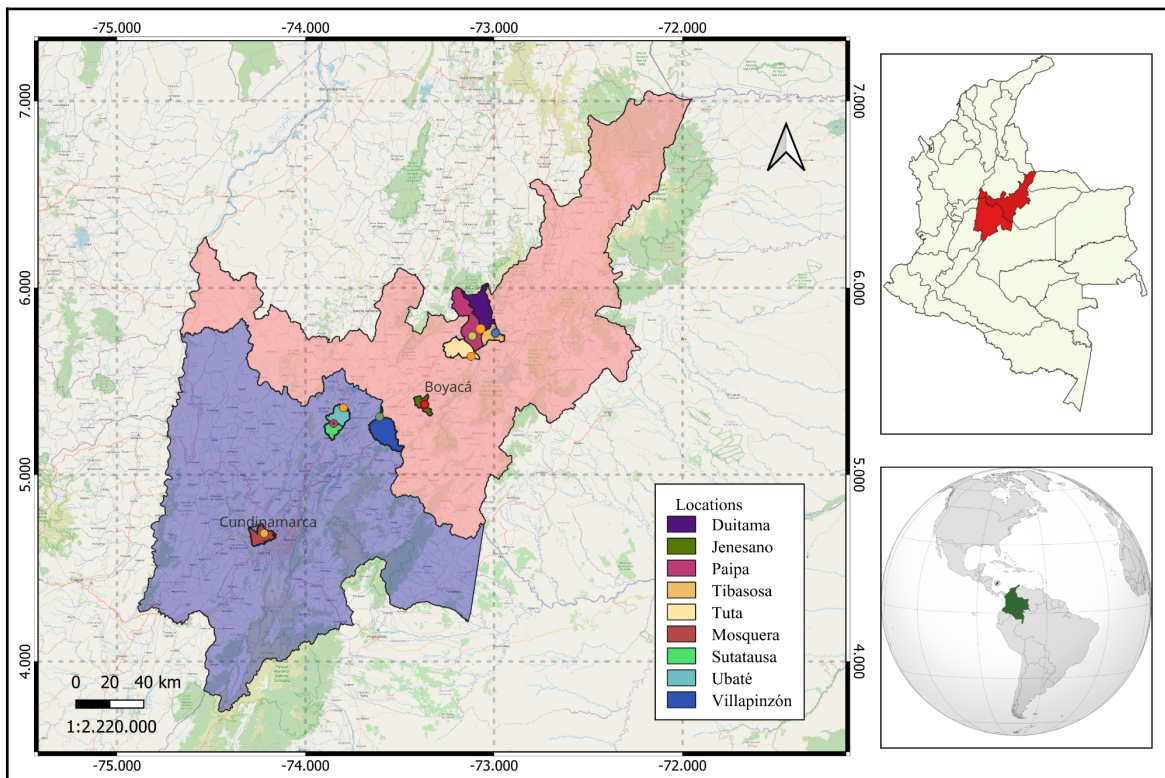 -75.000 -74.000 -73.000 -72.000
7.000 7.000
6.000 6.000
Boyacá
5.000 5.000
Cundinamarca
Locations
Duitama
Jenesano
Paipa
Tibasosa
Tuta
Mosquera
Sutatausa
Ubaté
Villapinzón
4.000 4.000
0 20 40 km
1:2.220.000
-75.000 -74.000 -73.000 -72.000